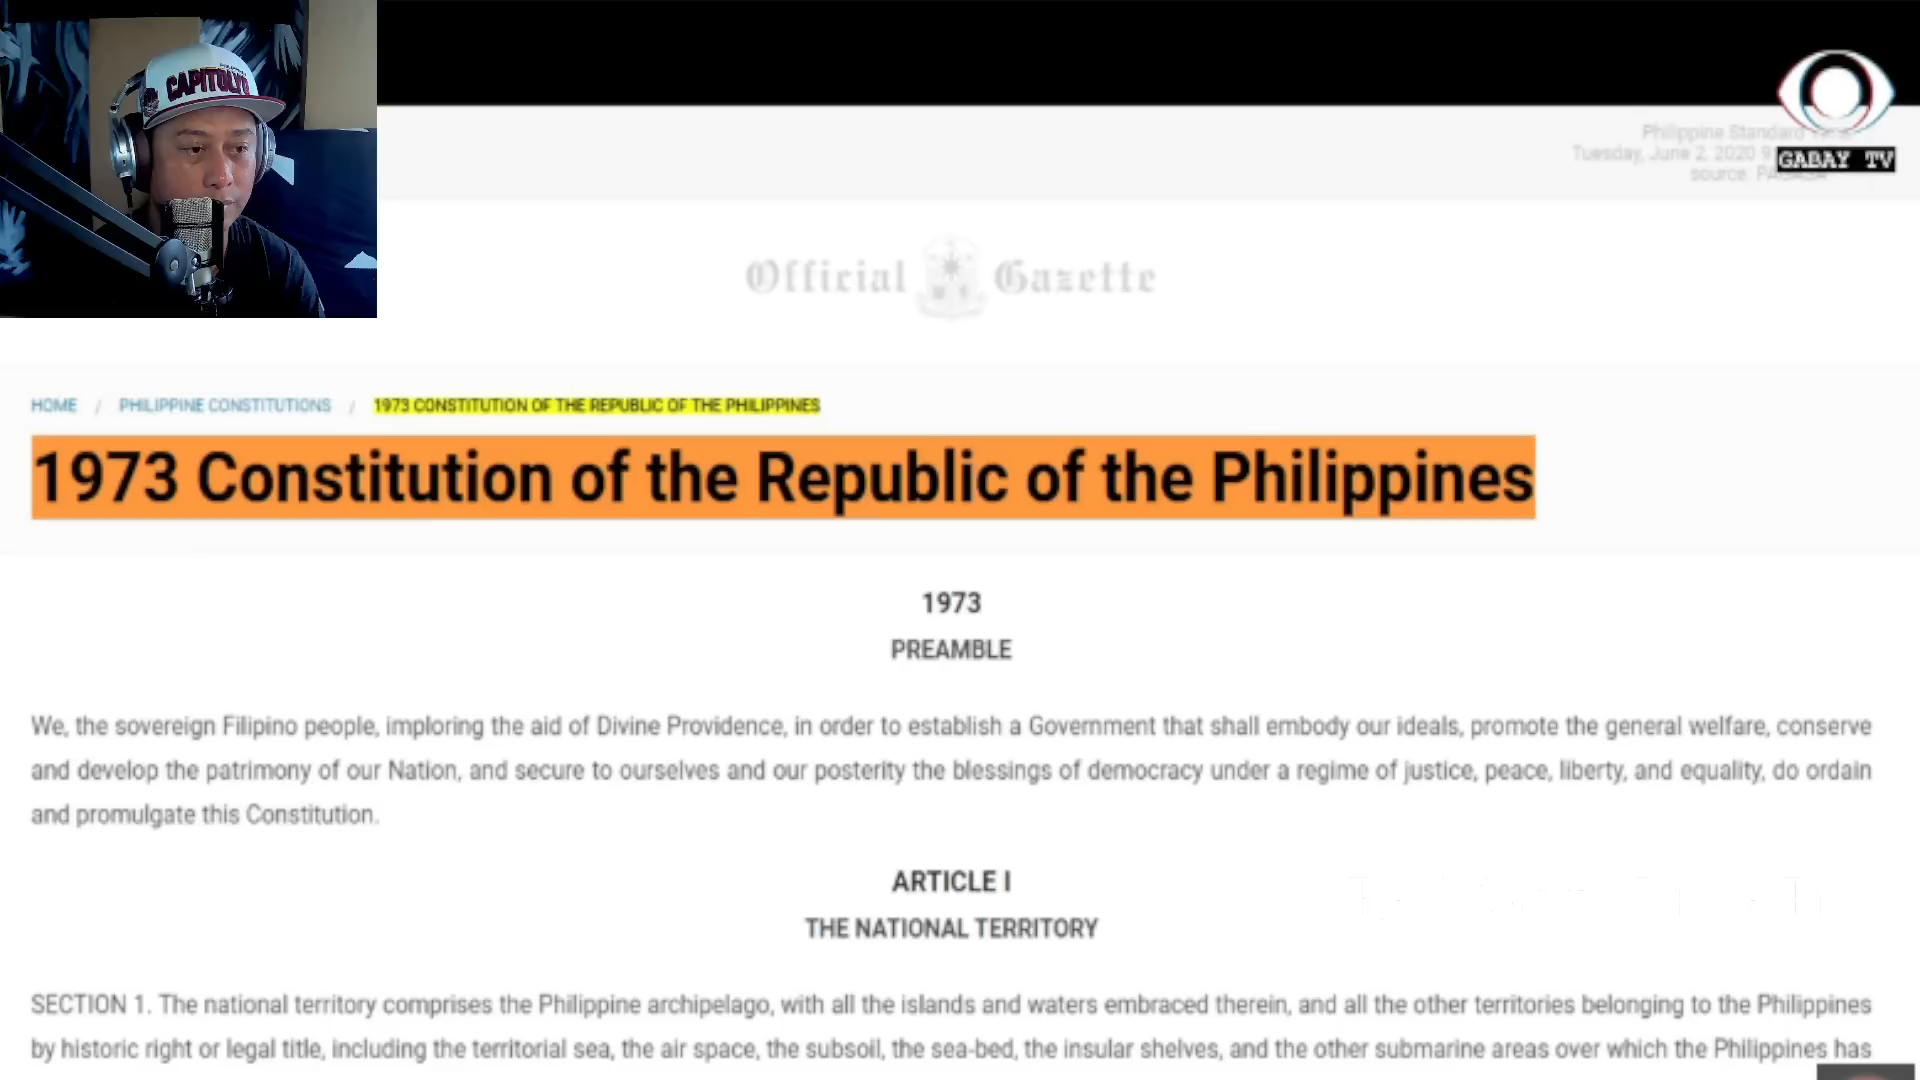 CAPITOLYO
Philippine Standard
Tuesday, June 2, 2020 9
source: PAGASA
GABAY TV
Official Gazette
HOME / PHILIPPINE CONSTITUTIONS / 1973 CONSTITUTION OF THE REPUBLIC OF THE PHILIPPINES
1973 Constitution of the Republic of the Philippines
1973
PREAMBLE
We, the sovereign Filipino people, imploring the aid of Divine Providence, in order to establish a Government that shall embody our ideals, promote the general welfare, conserve
and develop the patrimony of our Nation, and secure to ourselves and our posterity the blessings of democracy under a regime of justice, peace, liberty, and equality, do ordain
and promulgate this Constitution.
ARTICLE I
THE NATIONAL TERRITORY
SECTION 1. The national territory comprises the Philippine archipelago, with all the islands and waters embraced therein, and all the other territories belonging to the Philippines
by historic right or legal title, including the territorial sea, the air space, the subsoil, the sea-bed, the insular shelves, and the other submarine areas over which the Philippines has